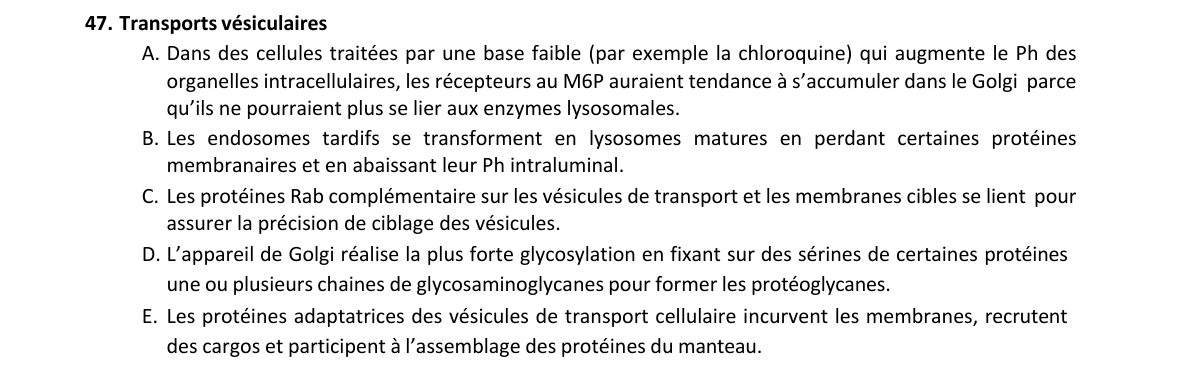 47. Transports vésiculaires
A. Dans des cellules traitées par une base faible (par exemple la chloroquine) qui augmente le Ph des
organelles intracellulaires, les récepteurs au M6P auraient tendance à s’accumuler dans le Golgi parce
qu’ils ne pourraient plus se lier aux enzymes lysosomales.
B. Les endosomes tardifs se transforment en lysosomes matures en perdant certaines protéines
membranaires et en abaissant leur Ph intraluminal.
C. Les protéines Rab complémentaire sur les vésicules de transport et les membranes cibles se lient pour
assurer la précision de ciblage des vésicules.
D. L’appareil de Golgi réalise la plus forte glycosylation en fixant sur des sérines de certaines protéines
une ou plusieurs chaines de glycosaminoglycanes pour former les protéoglycanes.
E. Les protéines adaptatrices des vésicules de transport cellulaire incurvent les membranes, recrutent
des cargos et participent à l’assemblage des protéines du manteau.